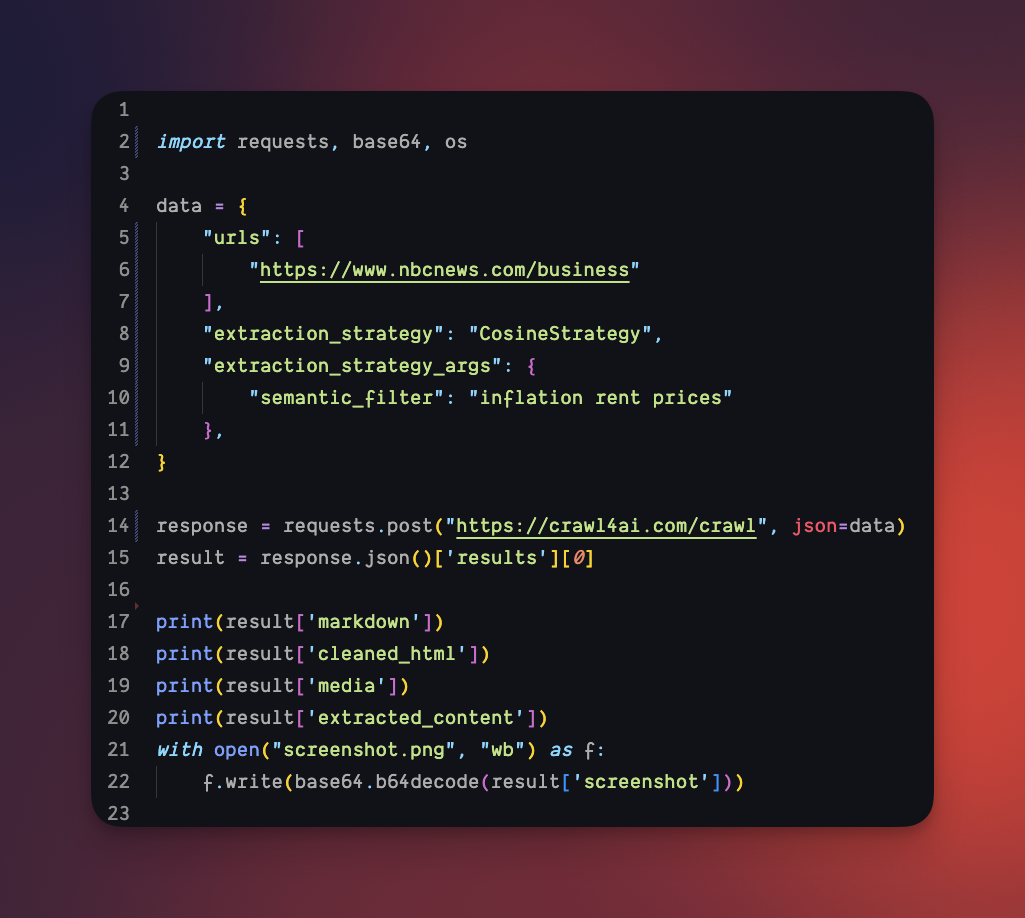 1
2 import requests, base64, os
3
4 data = {
5     "urls": [
6         "https://www.nbcnews.com/business"
7     ],
8     "extraction_strategy": "CosineStrategy",
9     "extraction_strategy_args": {
10         "semantic_filter": "inflation rent prices"
11     },
12 }
13
14 response = requests.post("https://crawl4ai.com/crawl", json=data)
15 result = response.json()['results'][0]
16
17 print(result['markdown'])
18 print(result['cleaned_html'])
19 print(result['media'])
20 print(result['extracted_content'])
21 with open("screenshot.png", "wb") as f:
22     f.write(base64.b64decode(result['screenshot']))
23